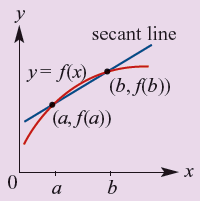 y
secant line
y = f(x)
(b, f(b))
(a, f(a))
0
a
b
x